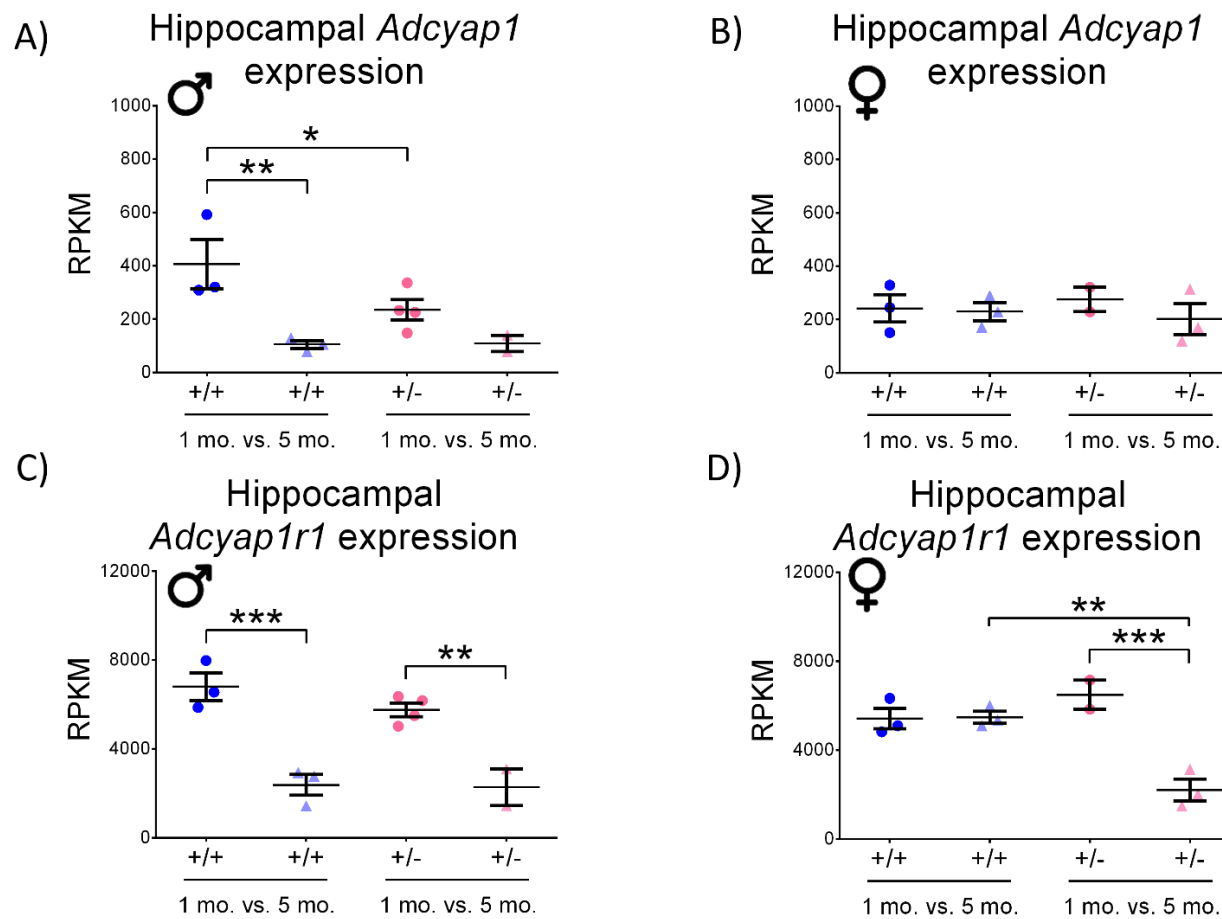 A)
Hippocampal Adcyap1
expression
♂
1000
800
600
400
200
0
RPKM
*
**
+/+ +/+ +/- +/-
1 mo. vs. 5 mo. 1 mo. vs. 5 mo.
B)
Hippocampal Adcyap1
expression
♀
1000
800
600
400
200
0
RPKM
+/+ +/+ +/- +/-
1 mo. vs. 5 mo. 1 mo. vs. 5 mo.
C)
Hippocampal
Adcyap1r1 expression
♂
12000
8000
4000
0
RPKM
***
**
+/+ +/+ +/- +/-
1 mo. vs. 5 mo. 1 mo. vs. 5 mo.
D)
Hippocampal
Adcyap1r1 expression
♀
12000
8000
4000
0
RPKM
**
***
+/+ +/+ +/- +/-
1 mo. vs. 5 mo. 1 mo. vs. 5 mo.